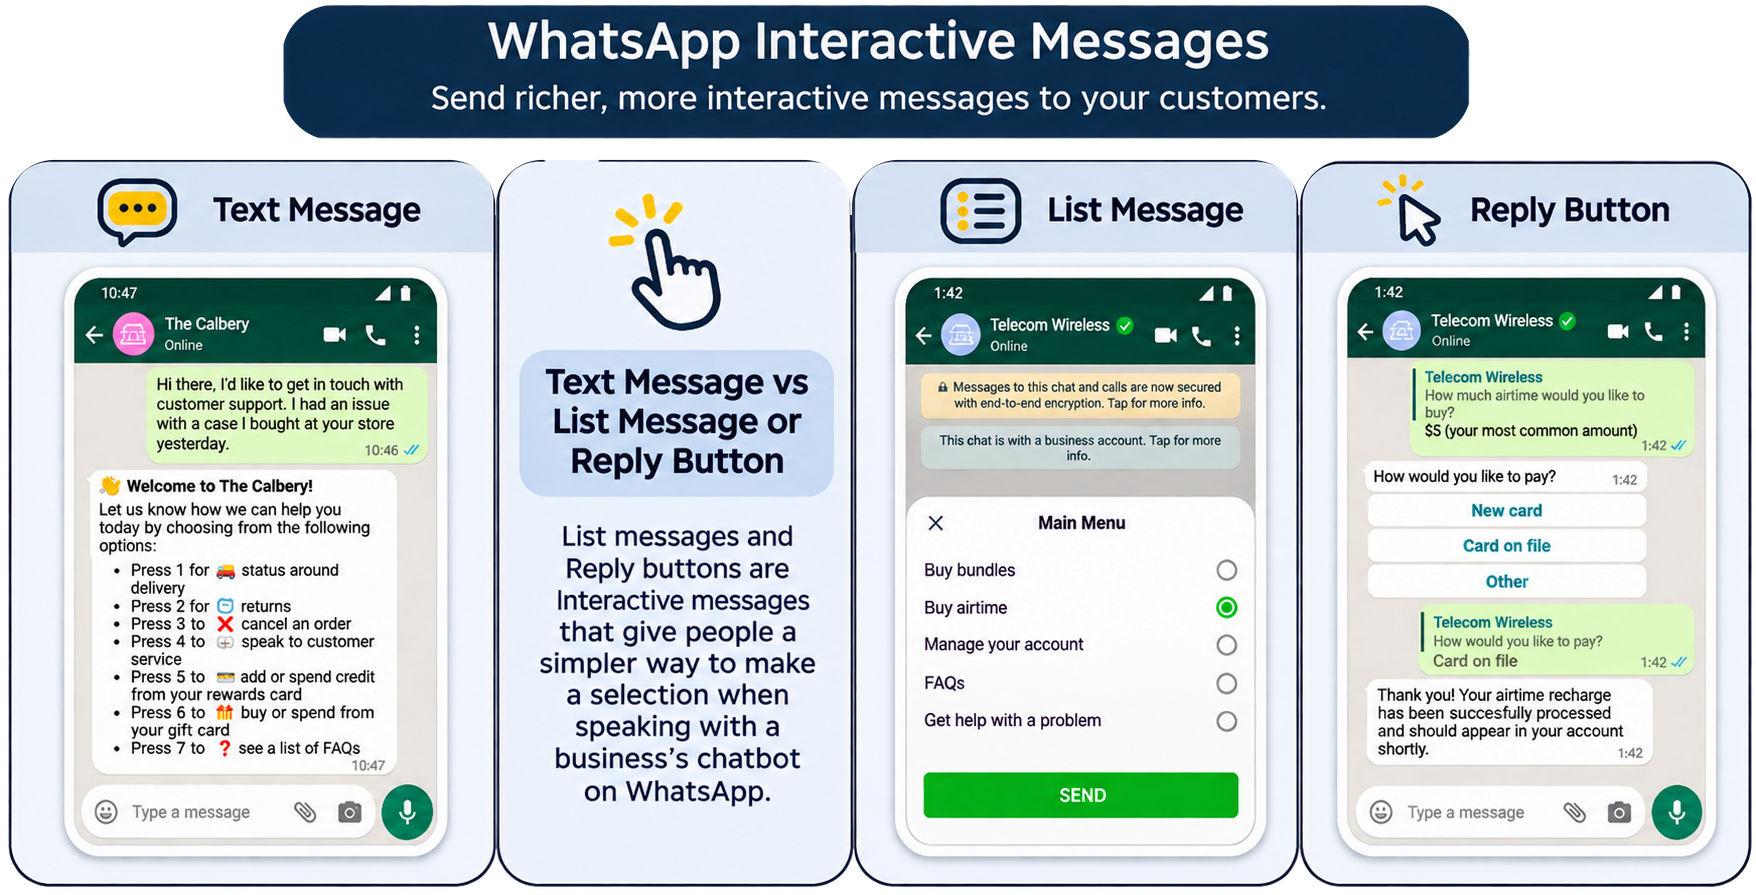 WhatsApp Interactive Messages
Send richer, more interactive messages to your customers.
Text Message
10:47
The Calbery
Online
Hi there, I'd like to get in touch with
customer support. I had an issue
with a case I bought at your store
yesterday.
10:46
👋 Welcome to The Calbery!
Let us know how we can help you
today by choosing from the following
options:
• Press 1 for 🚚 status around
delivery
• Press 2 for returns
• Press 3 to ❌ cancel an order
• Press 4 to speak to customer
service
• Press 5 to 💳 add or spend credit
from your rewards card
• Press 6 to 🎁 buy or spend from
your gift card
• Press 7 to ❓ see a list of FAQs
10:47
Type a message
Text Message vs
List Message or
Reply Button
List messages and
Reply buttons are
Interactive messages
that give people a
simpler way to make
a selection when
speaking with a
business's chatbot
on WhatsApp.
List Message
1:42
Telecom Wireless
Online
Messages to this chat and calls are now secured
with end-to-end encryption. Tap for more info.
This chat is with a business account. Tap for more
info.
Main Menu
Buy bundles
Buy airtime
Manage your account
FAQs
Get help with a problem
SEND
Reply Button
1:42
Telecom Wireless
Online
Telecom Wireless
How much airtime would you like to
buy?
$5 (your most common amount)
1:42
How would you like to pay?
1:42
New card
Card on file
Other
Telecom Wireless
How would you like to pay?
Card on file
1:42
Thank you! Your airtime recharge
has been succesfully processed
and should appear in your account
shortly.
1:42
Type a message